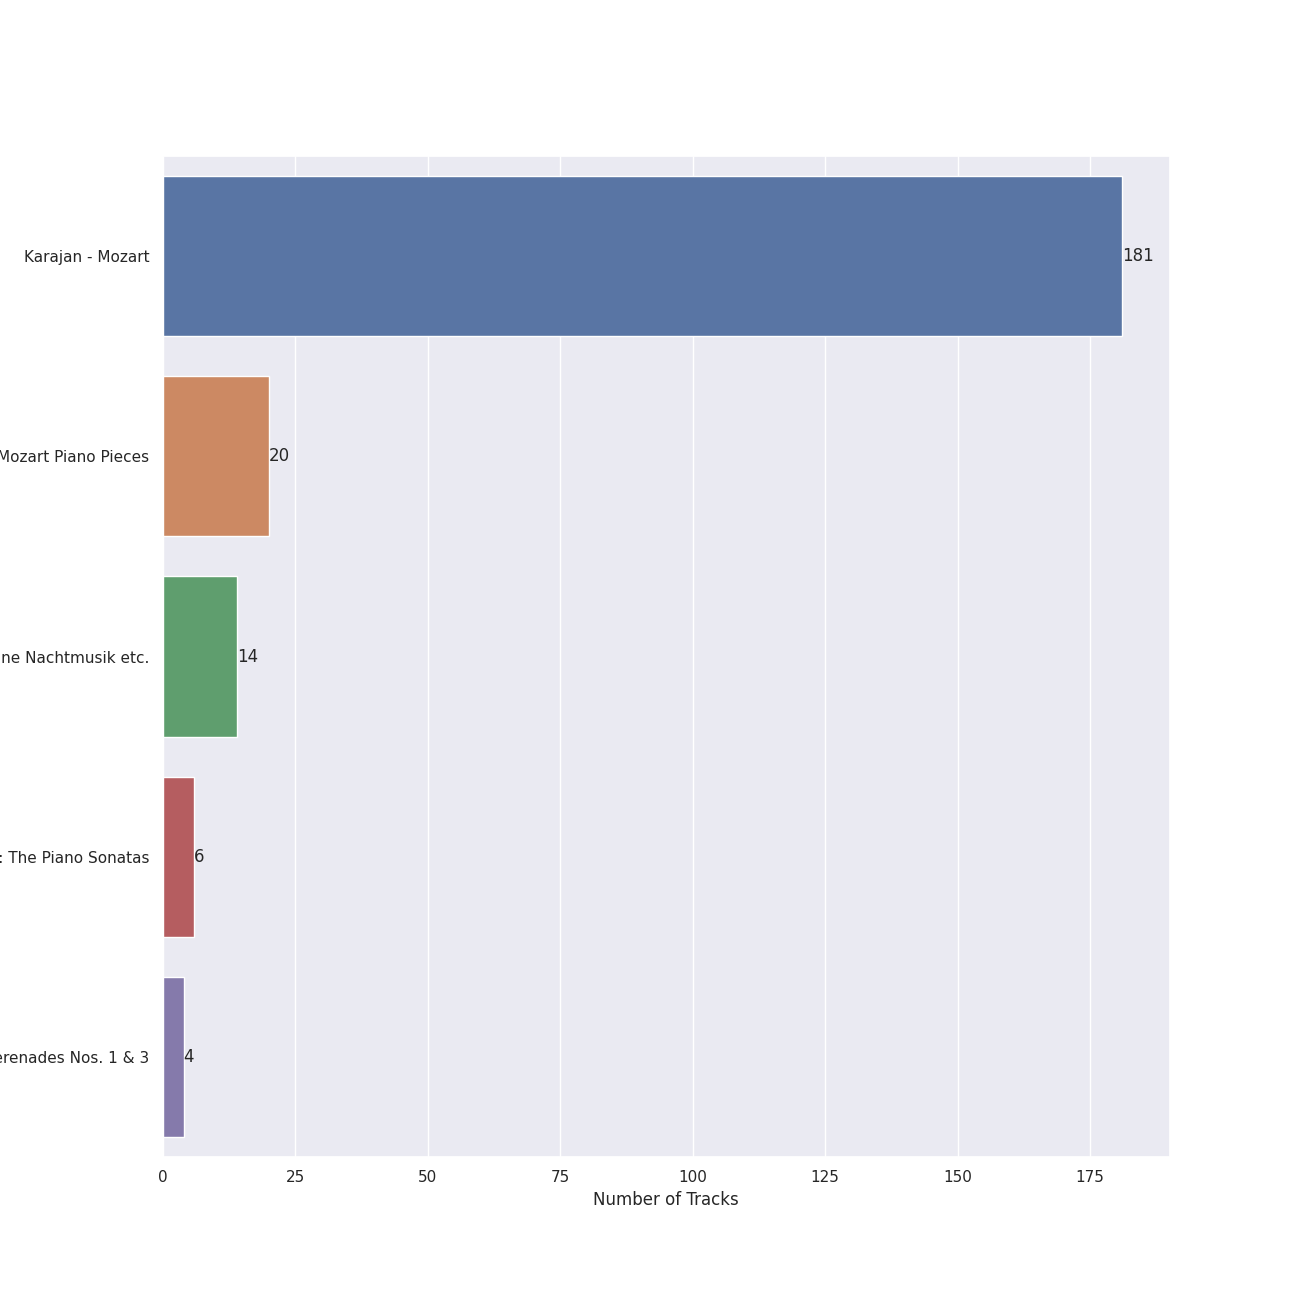 Karajan - Mozart
181
Mozart Piano Pieces
20
ne Nachtmusik etc.
14
: The Piano Sonatas
6
erenades Nos. 1 & 3
4
0 25 50 75 100 125 150 175
Number of Tracks